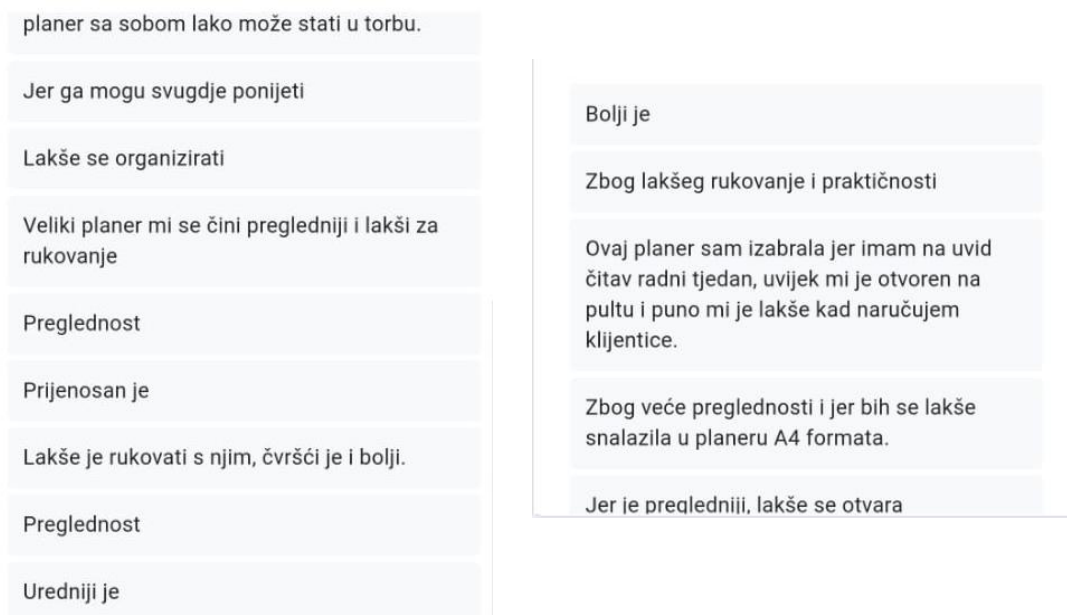 planer sa sobom lako može stati u torbu.
Jer ga mogu svugdje ponijeti
Lakše se organizirati
Veliki planer mi se čini pregledniji i lakši za
rukovanje
Preglednost
Prijenosan je
Lakše je rukovati s njim, čvršći je i bolji.
Preglednost
Uredniji je
Bolji je
Zbog lakšeg rukovanje i praktičnosti
Ovaj planer sam izabrala jer imam na uvid
čitav radni tjedan, uvijek mi je otvoren na
pultu i puno mi je lakše kad naručujem
klijentice.
Zbog veće preglednosti i jer bih se lakše
snalazila u planeru A4 formata.
Jer je pregledniji, lakše se otvara